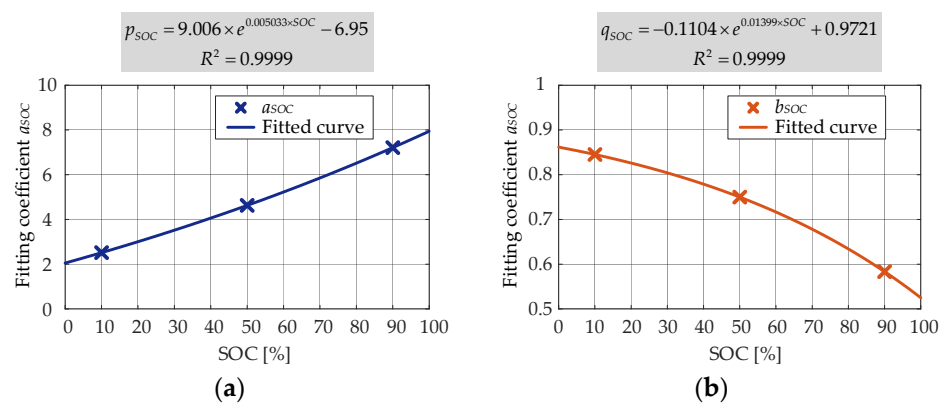 p_SOC = 9.006 × e^{0.005033×SOC} − 6.95
R² = 0.9999
10
8
6
4
2
0
Fitting coefficient a_SOC
a_SOC
Fitted curve
0 10 20 30 40 50 60 70 80 90 100
SOC [%]
(a)
q_SOC = −0.1104 × e^{0.01399×SOC} + 0.9721
R² = 0.9999
1
0.9
0.8
0.7
0.6
0.5
Fitting coefficient a_SOC
b_SOC
Fitted curve
0 10 20 30 40 50 60 70 80 90 100
SOC [%]
(b)